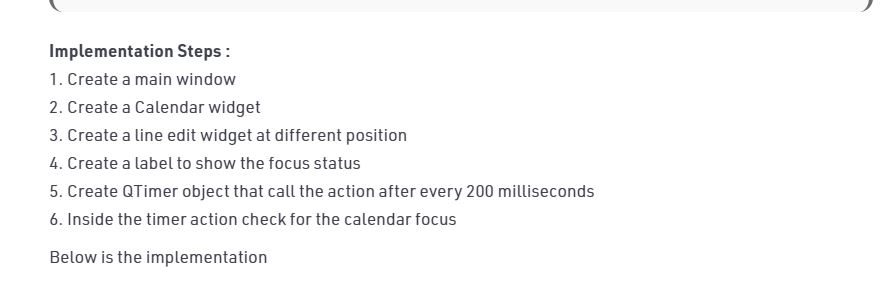 Implementation Steps :
1. Create a main window
2. Create a Calendar widget
3. Create a line edit widget at different position
4. Create a label to show the focus status
5. Create QTimer object that call the action after every 200 milliseconds
6. Inside the timer action check for the calendar focus
Below is the implementation